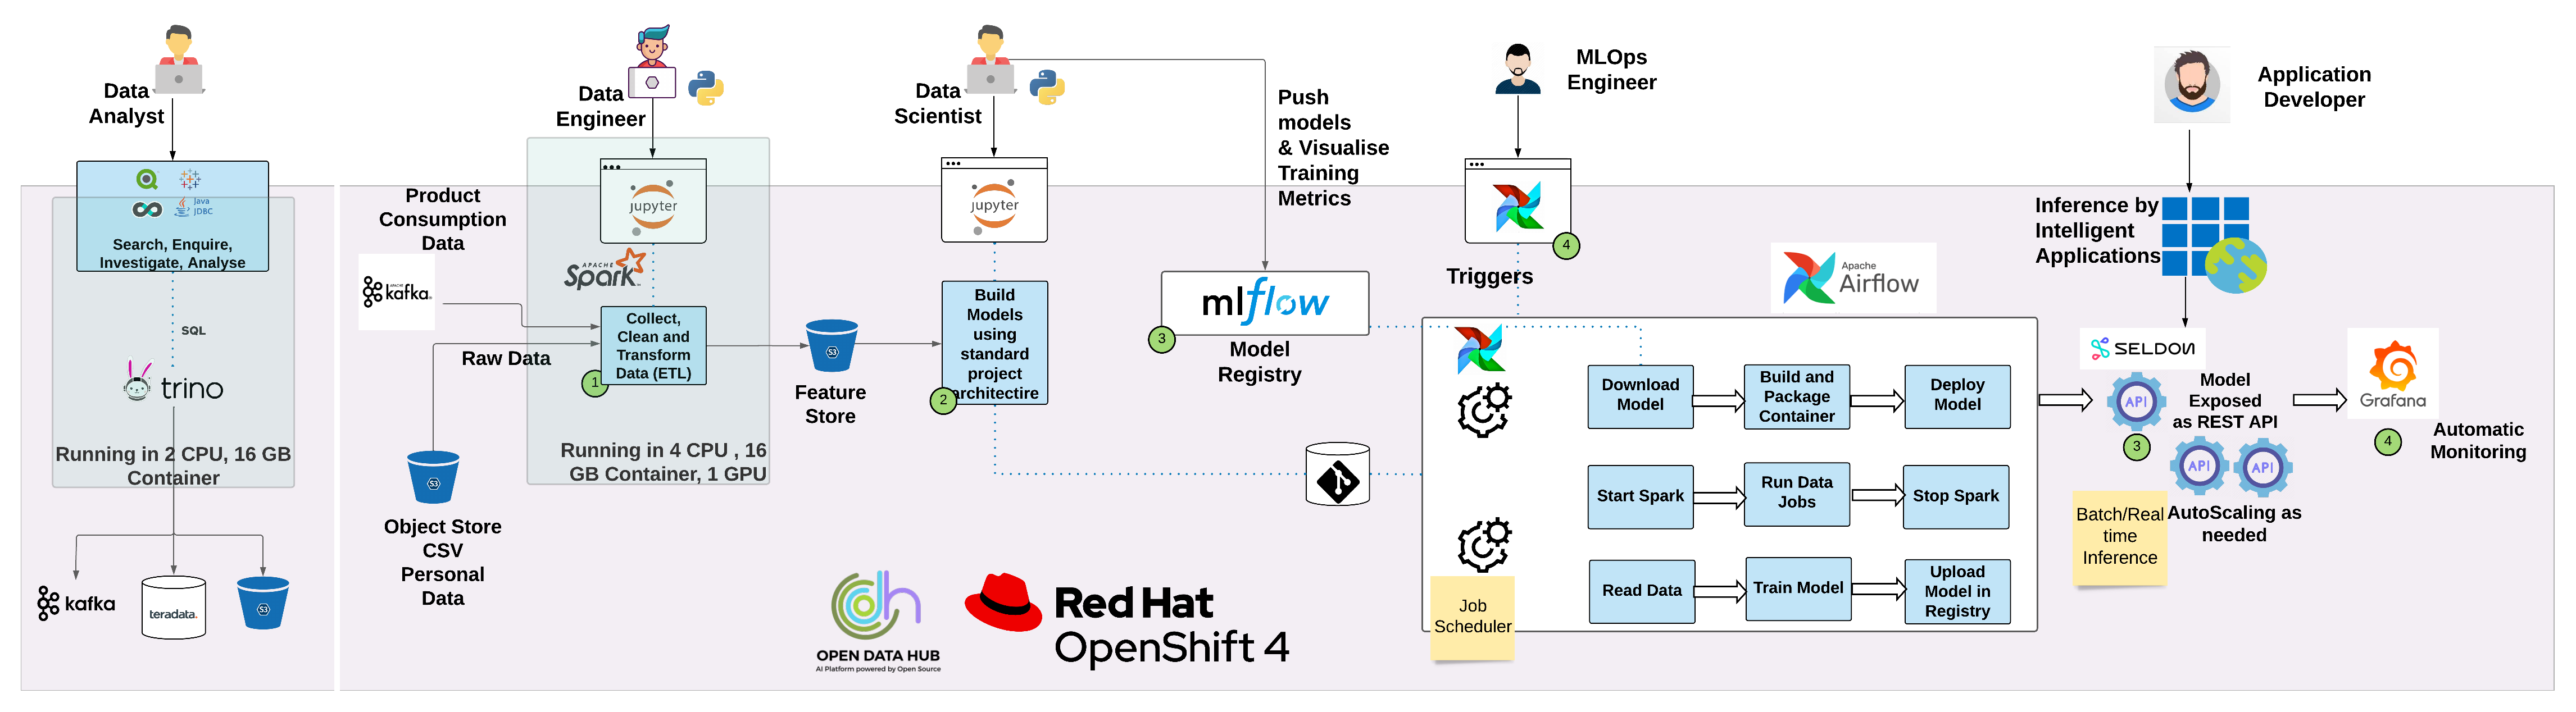 Data
Analyst
Search, Enquire,
Investigate, Analyse
Java
JDBC
SQL
trino
Running in 2 CPU, 16 GB
Container
kafka
teradata.
S3
Product
Consumption
Data
APACHE
kafka
Raw Data
S3
Object Store
CSV
Personal
Data
Data
Engineer
jupyter
APACHE
Spark
Collect,
Clean and
Transform
Data (ETL)
1
Running in 4 CPU , 16
GB Container, 1 GPU
S3
Feature
Store
Data
Scientist
jupyter
Build
Models
using
standard
project
architectire
2
Push
models
& Visualise
Training
Metrics
mlflow
3
Model
Registry
OPEN DATA HUB
AI Platform powered by Open Source
Red Hat
OpenShift 4
MLOps
Engineer
4
Triggers
Apache
Airflow
Download
Model
Build and
Package
Container
Deploy
Model
Start Spark
Run Data
Jobs
Stop Spark
Read Data
Train Model
Upload
Model in
Registry
Job
Scheduler
Application
Developer
Inference by
Intelligent
Applications
SELDON
API
Model
Exposed
as REST API
3
API
API
AutoScaling as
needed
Batch/Real
time
Inference
Grafana
4
Automatic
Monitoring